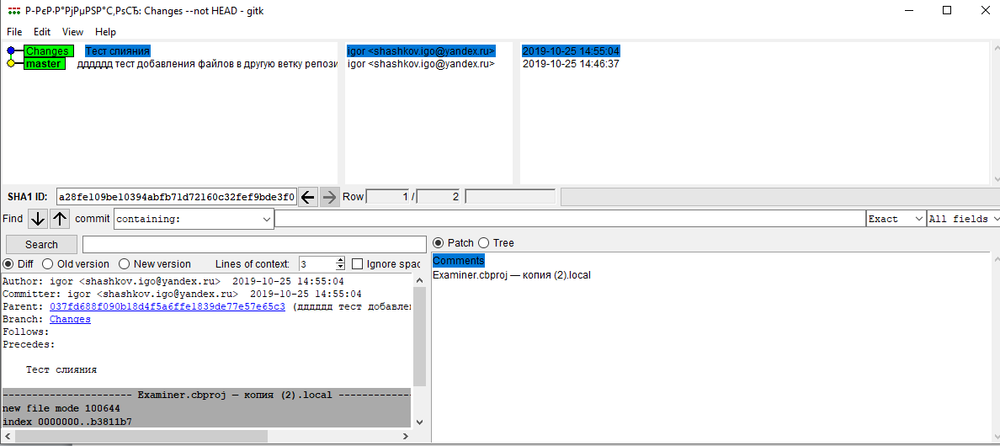 Р-РєР·Р°РјРµРЅР°С‚РѕСЂ: Changes --not HEAD - gitk
File Edit View Help
Changes Тест слияния igor <shashkov.igo@yandex.ru> 2019-10-25 14:55:04
master дддддд тест добавления файлов в другую ветку репози igor <shashkov.igo@yandex.ru> 2019-10-25 14:46:37
SHA1 ID: a28fe109be10394abfb71d72160c32fef9bde3f0 Row 1 / 2
Find commit containing: Exact All fields
Search
Patch Tree
Diff Old version New version Lines of context: 3 Ignore spac
Author: igor <shashkov.igo@yandex.ru> 2019-10-25 14:55:04
Committer: igor <shashkov.igo@yandex.ru> 2019-10-25 14:55:04
Parent: 037fd688f090b18d4f5a6ffe1839de77e57e65c3 (дддддд тест добавлен
Branch: Changes
Follows:
Precedes:
Тест слияния
---------------------- Examiner.cbproj — копия (2).local ------------
new file mode 100644
index 0000000..b3811b7
Comments
Examiner.cbproj — копия (2).local